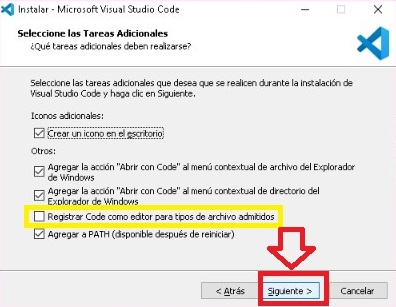 Instalar - Microsoft Visual Studio Code
Seleccione las Tareas Adicionales
¿Qué tareas adicionales deben realizarse?
Seleccione las tareas adicionales que desea que se realicen durante la instalación de
Visual Studio Code y haga clic en Siguiente.
Iconos adicionales:
Crear un icono en el escritorio
Otros:
Agregar la acción "Abrir con Code" al menú contextual de archivo del Explorador
de Windows
Agregar la acción "Abrir con Code" al menú contextual de directorio del
Explorador de Windows
Registrar Code como editor para tipos de archivo admitidos
Agregar a PATH (disponible después de reiniciar)
< Atrás
Siguiente >
Cancelar